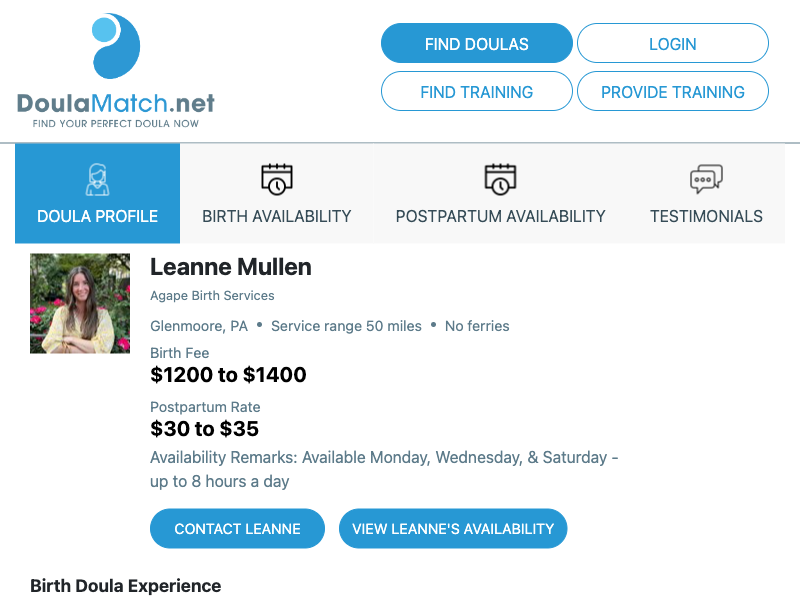 DoulaMatch.net
FIND YOUR PERFECT DOULA NOW
FIND DOULAS
LOGIN
FIND TRAINING
PROVIDE TRAINING
DOULA PROFILE
BIRTH AVAILABILITY
POSTPARTUM AVAILABILITY
TESTIMONIALS
Leanne Mullen
Agape Birth Services
Glenmoore, PA • Service range 50 miles • No ferries
Birth Fee
$1200 to $1400
Postpartum Rate
$30 to $35
Availability Remarks: Available Monday, Wednesday, & Saturday -
up to 8 hours a day
CONTACT LEANNE
VIEW LEANNE'S AVAILABILITY
Birth Doula Experience